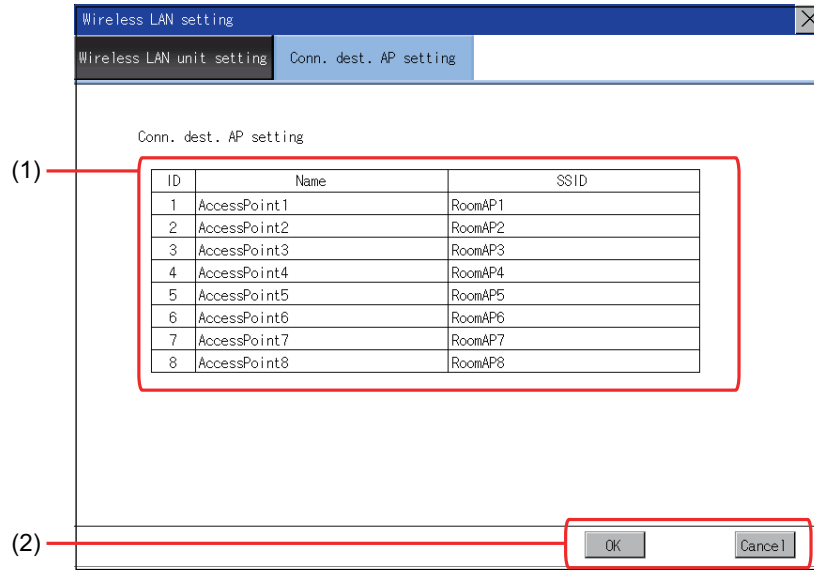 Wireless LAN setting
Wireless LAN unit setting Conn. dest. AP setting
Conn. dest. AP setting
(1)
ID Name SSID
1 AccessPoint1 RoomAP1
2 AccessPoint2 RoomAP2
3 AccessPoint3 RoomAP3
4 AccessPoint4 RoomAP4
5 AccessPoint5 RoomAP5
6 AccessPoint6 RoomAP6
7 AccessPoint7 RoomAP7
8 AccessPoint8 RoomAP8
(2)
OK Cancel